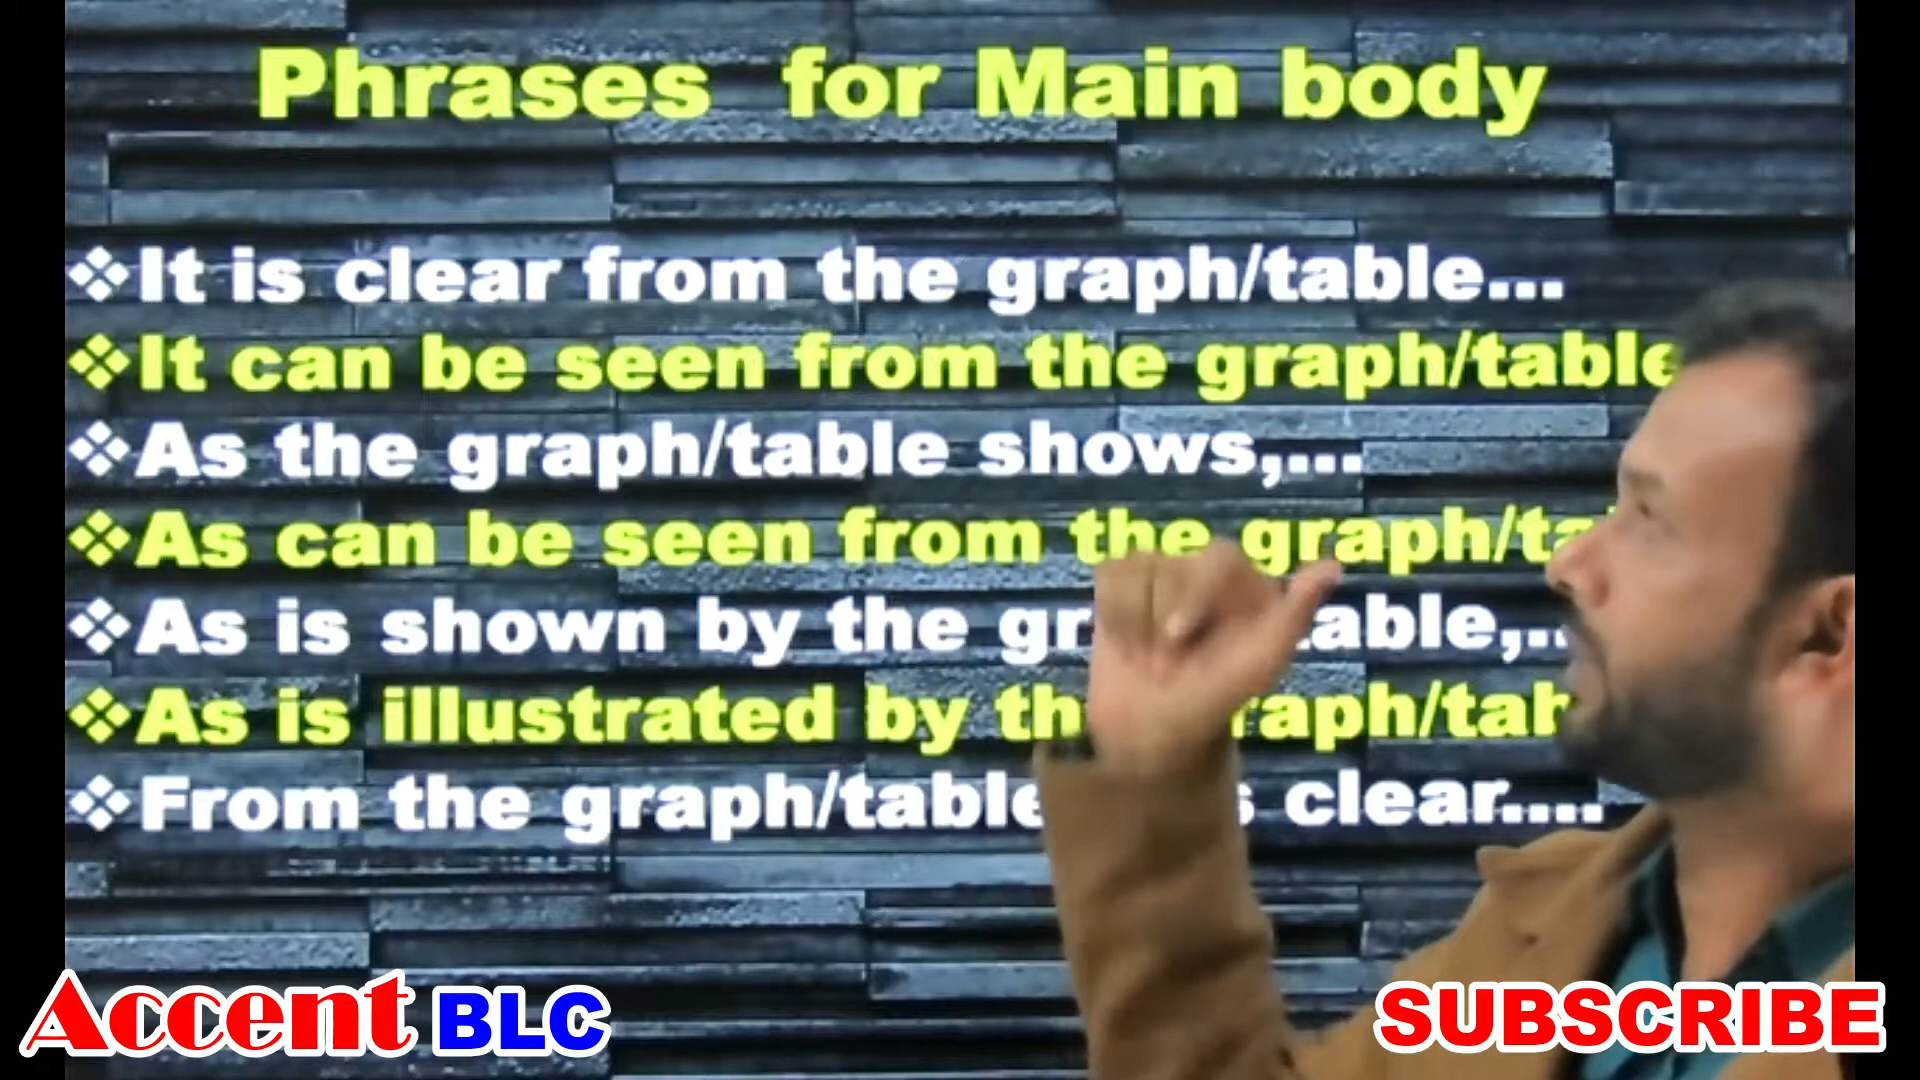 Phrases for Main body
❖It is clear from the graph/table...
❖It can be seen from the graph/table
❖As the graph/table shows,...
❖As can be seen from the graph/
❖As is shown by the
❖As is illustrated by
❖From the graph/table clear....
Accent BLC
SUBSCRIBE